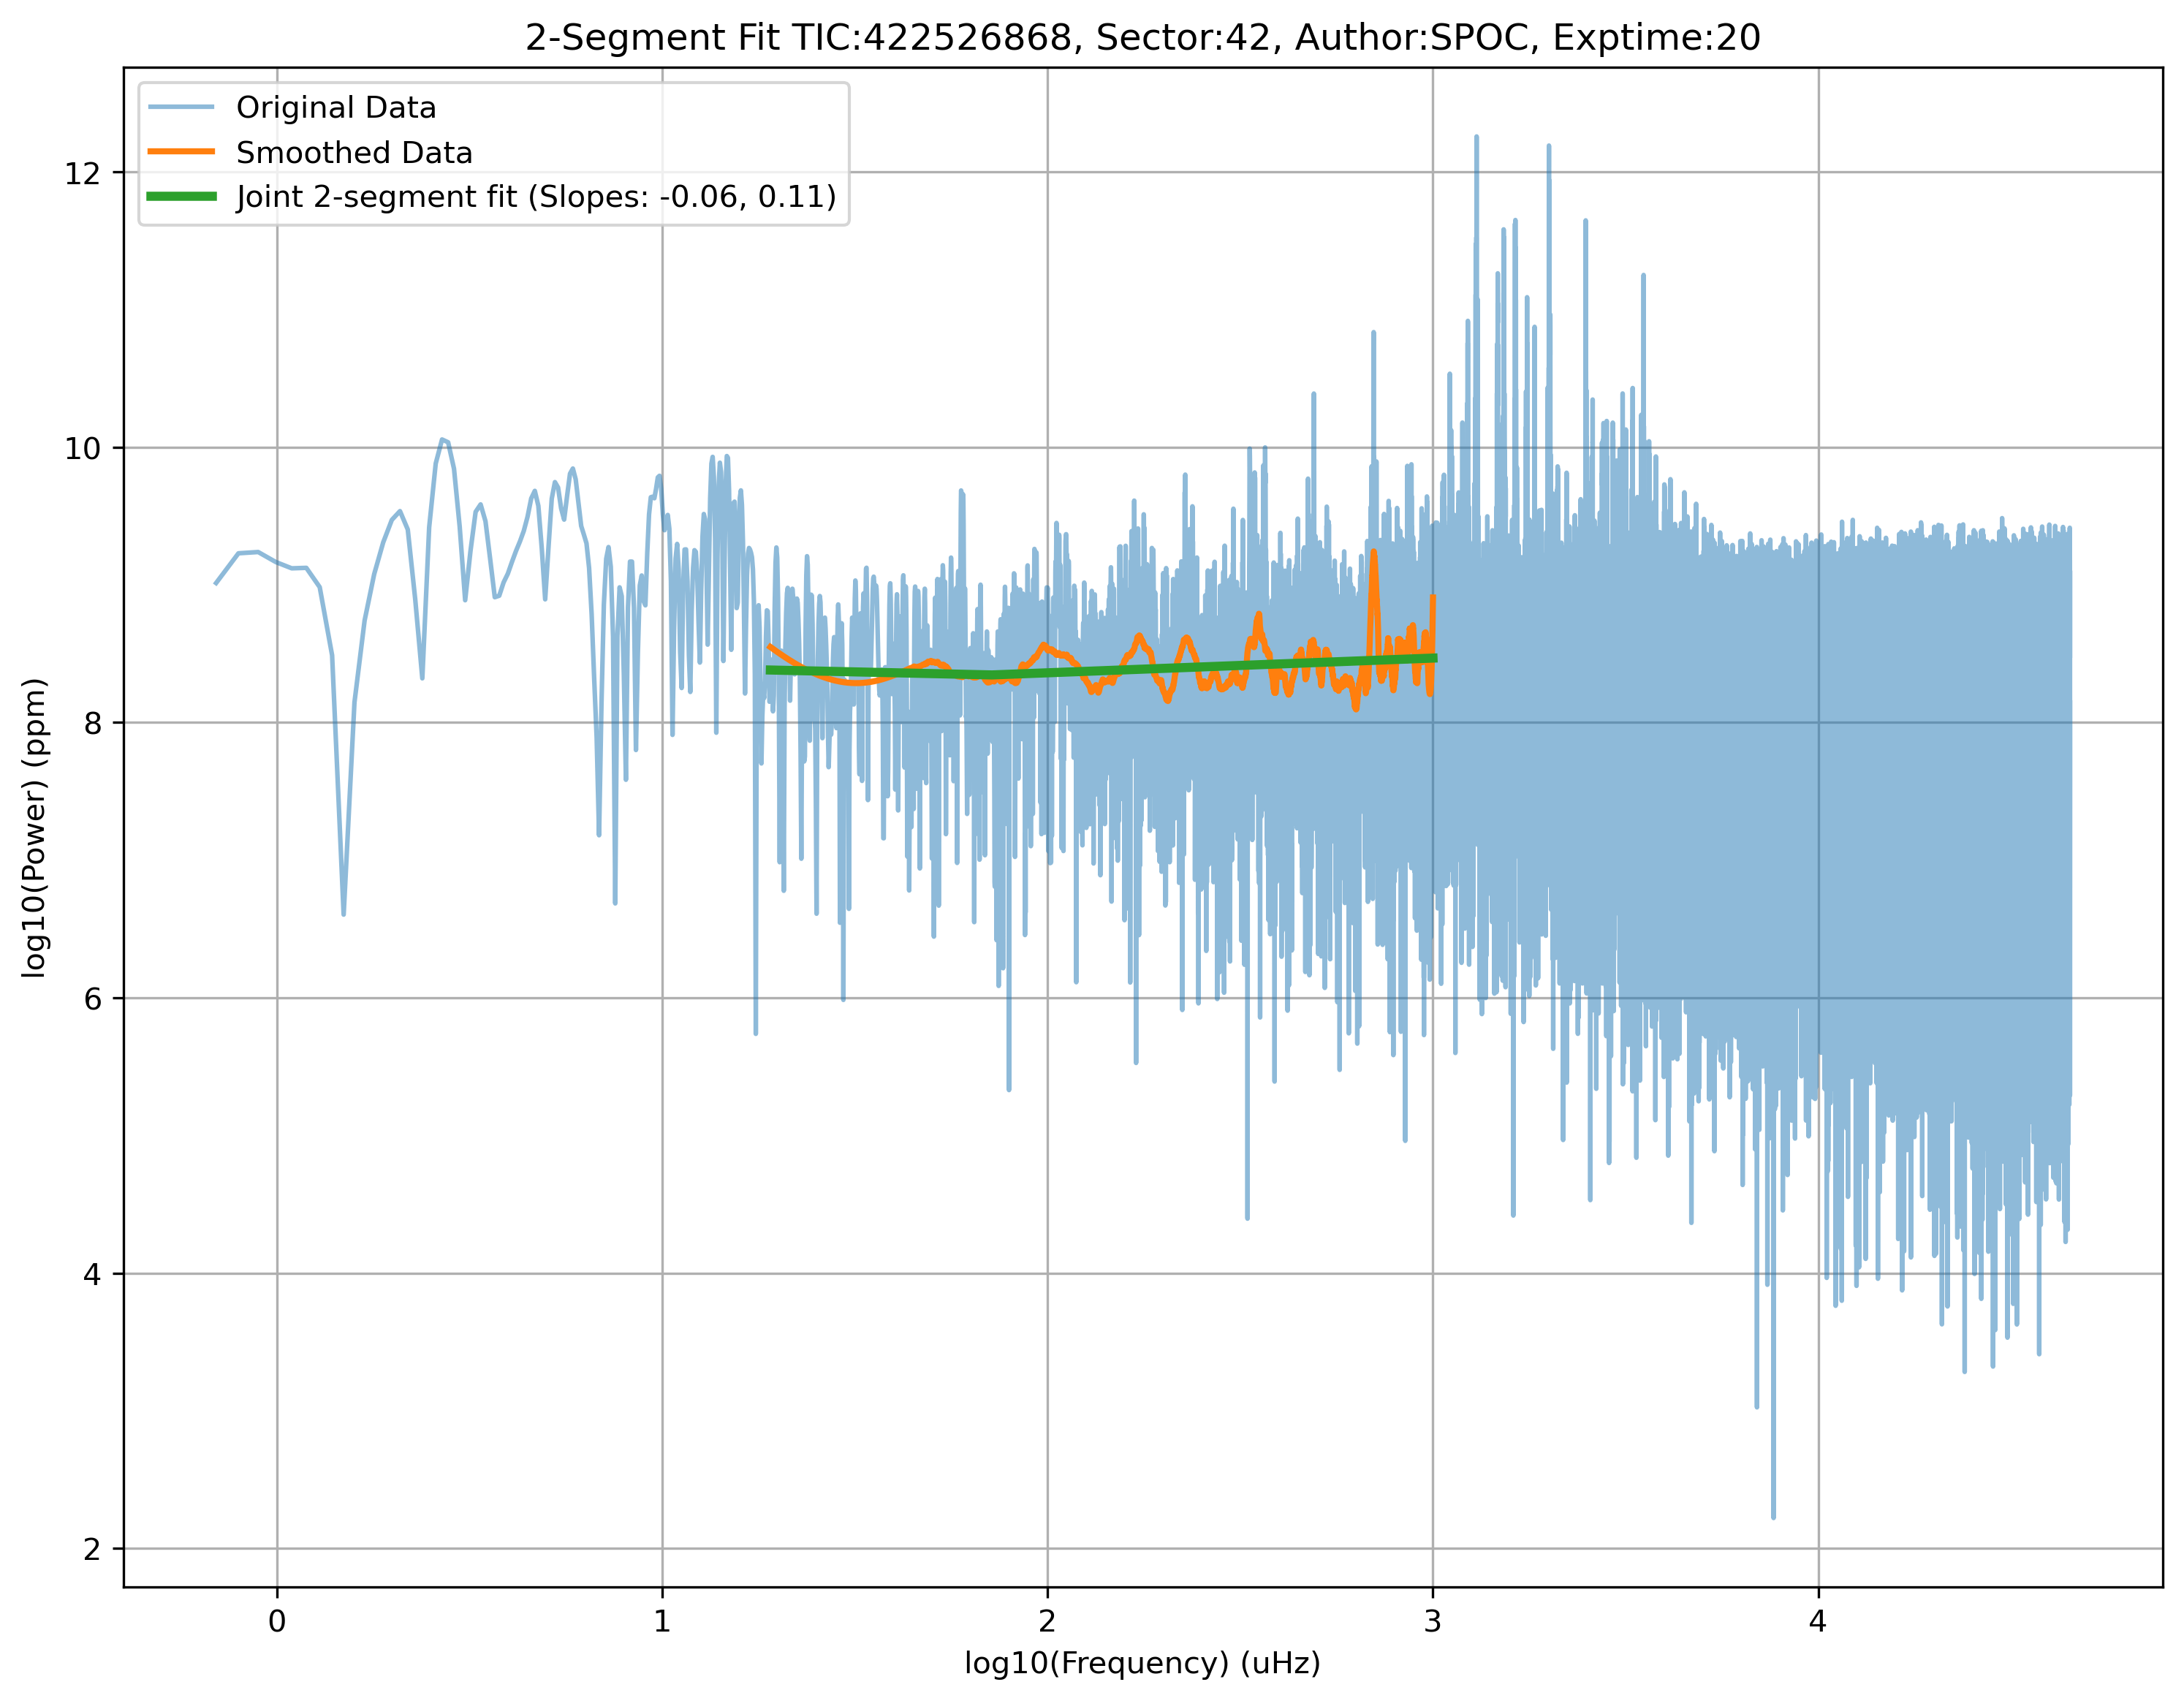 2-Segment Fit TIC:422526868, Sector:42, Author:SPOC, Exptime:20
Original Data
Smoothed Data
Joint 2-segment fit (Slopes: -0.06, 0.11)
12
10
8
6
4
2
log10(Power) (ppm)
0 1 2 3 4
log10(Frequency) (uHz)